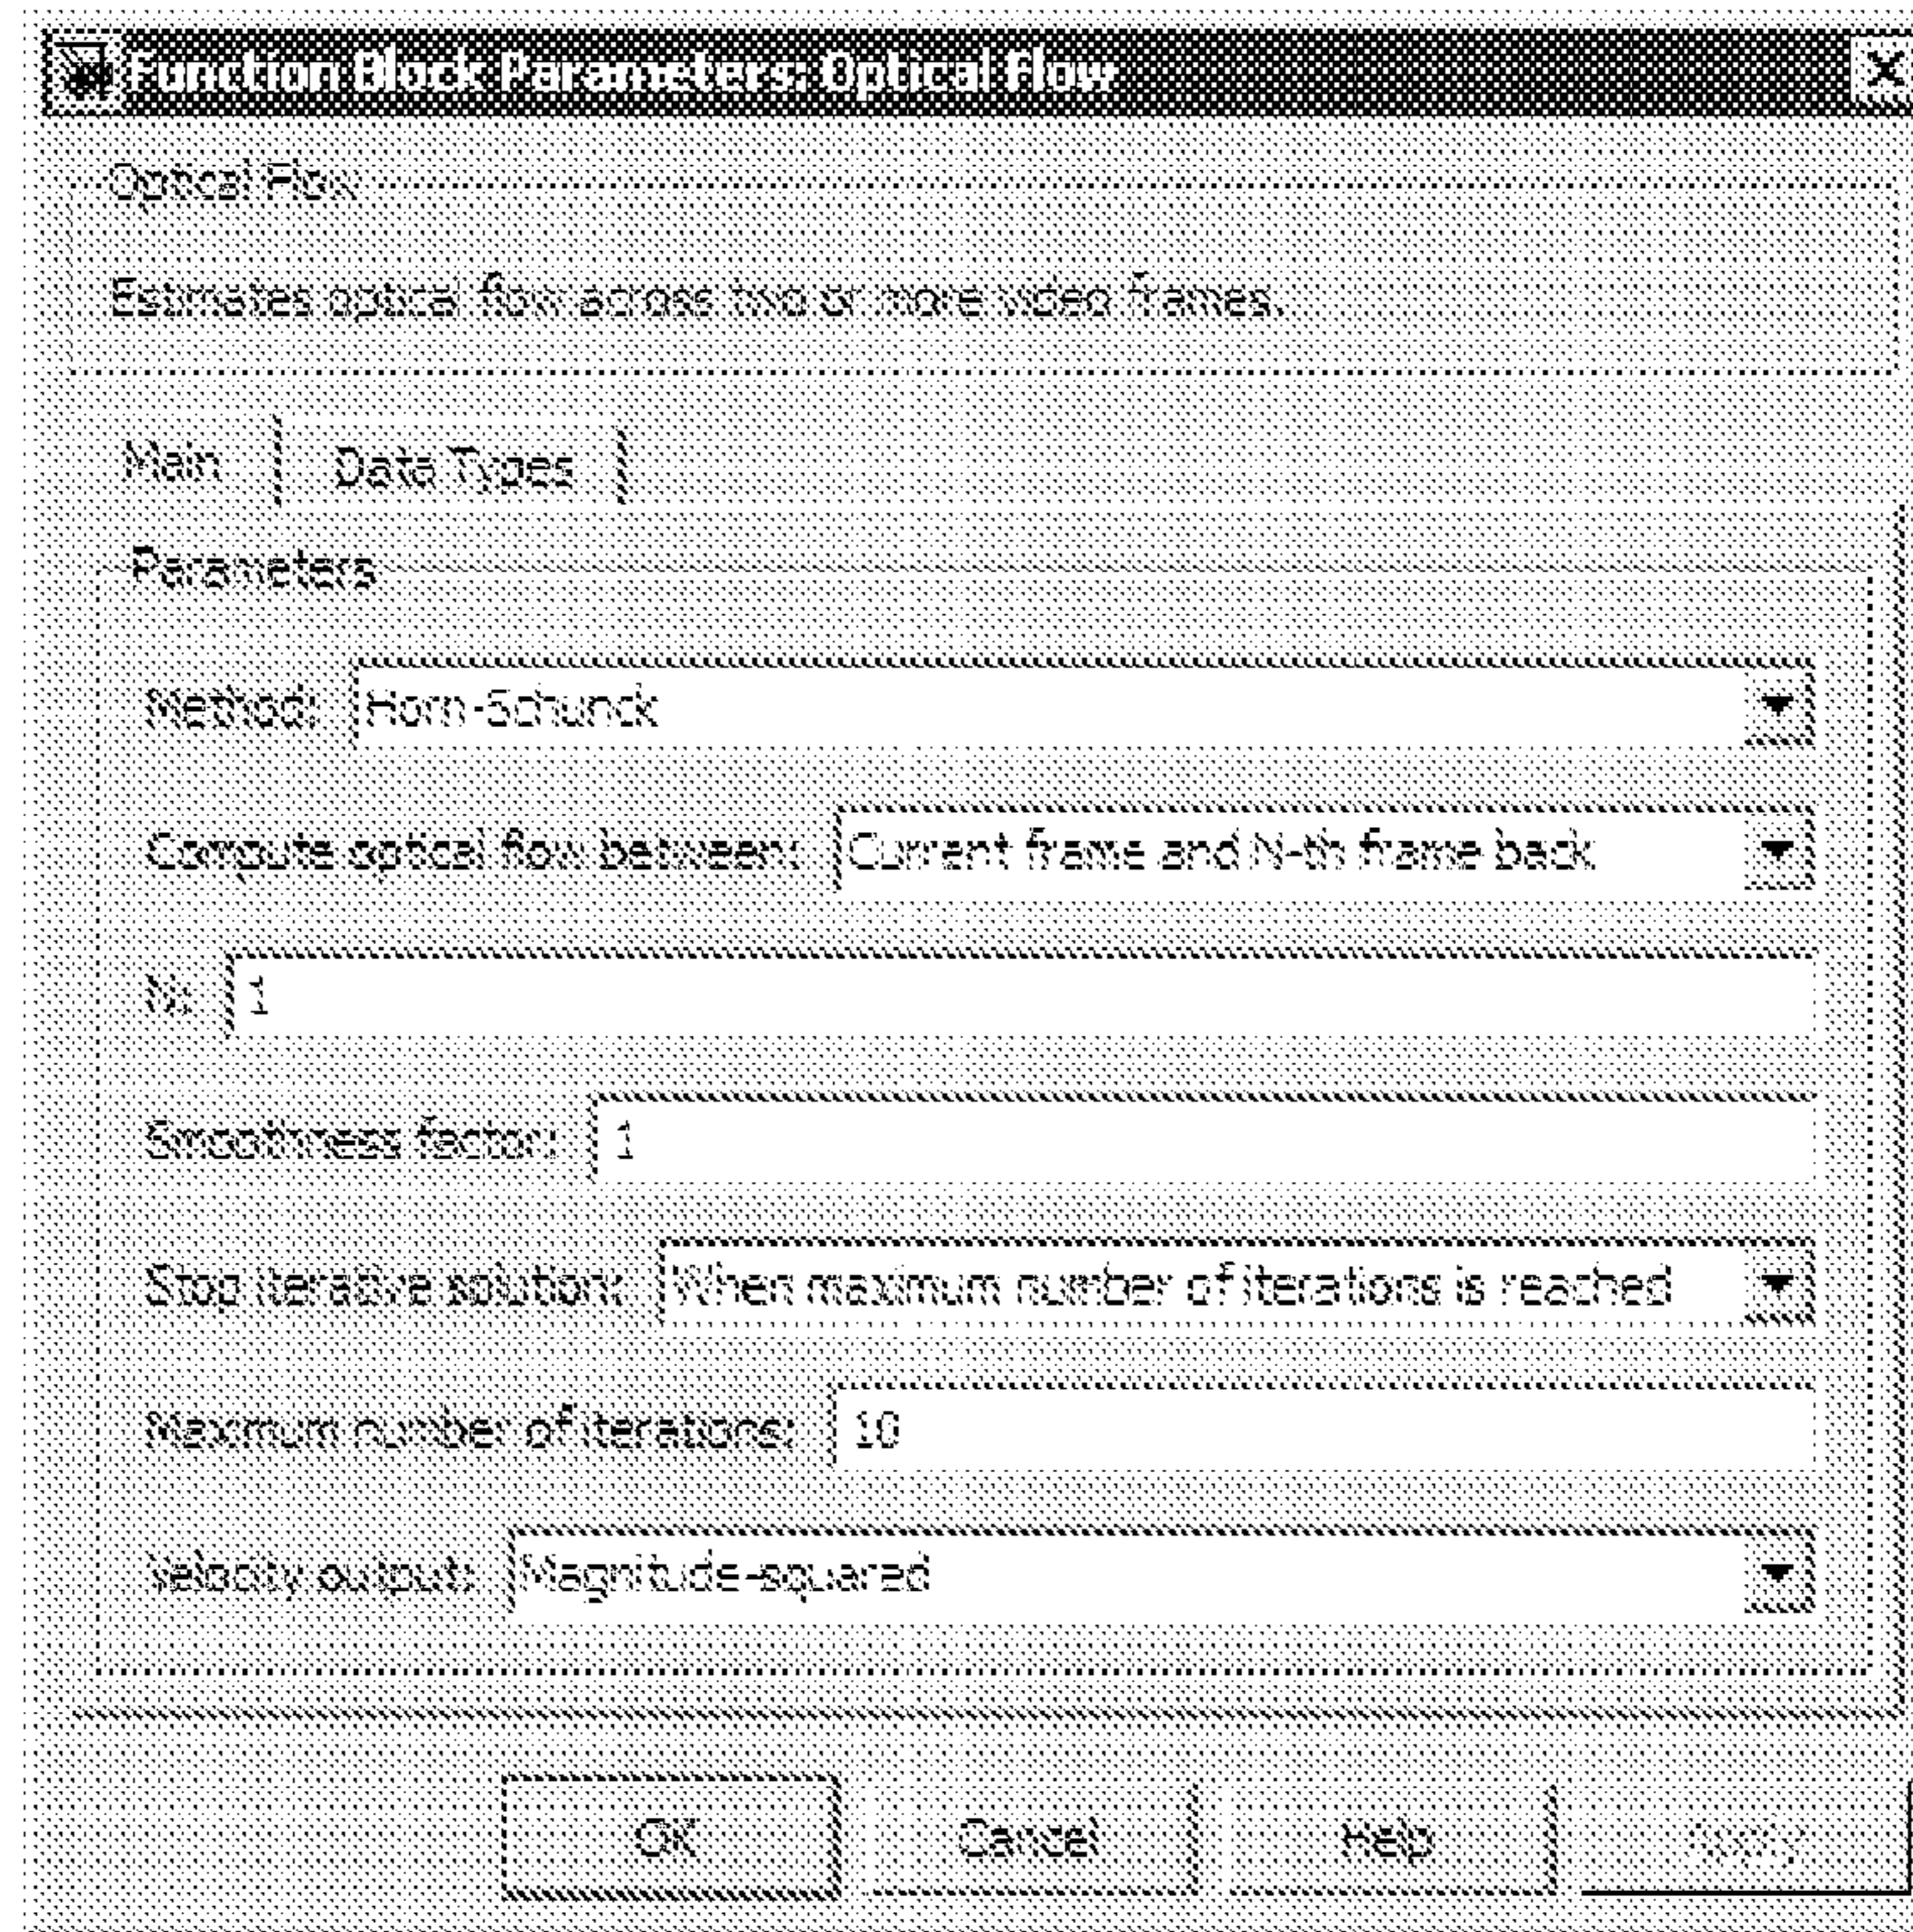 Function Block Parameters: Optical Flow
Optical Flow
Estimates optical flow across two or more video frames.
Main Data Types
Parameters
Method: Horn-Schunck
Compute optical flow between: Current frame and N-th frame back
N: 1
Smoothness factor: 1
Stop iterative solution: When maximum number of iterations is reached
Maximum number of iterations: 10
Velocity output: Magnitude-squared
OK Cancel Help Apply